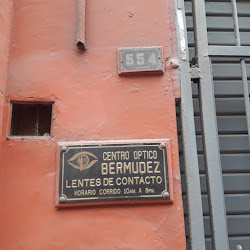 554
CENTRO OPTICO
BERMUDEZ
LENTES DE CONTACTO
HORARIO CORRIDO 10AM. A 8PM.